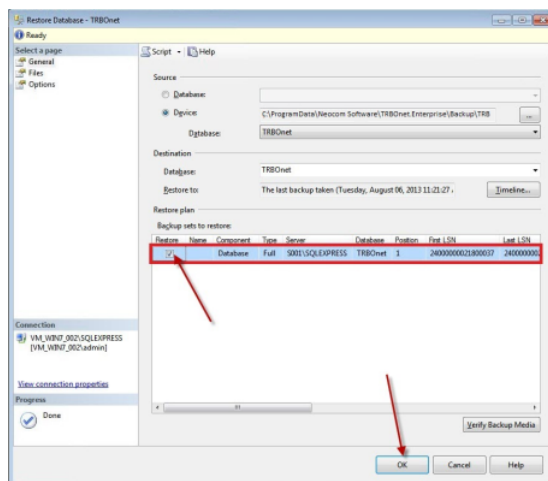 Restore Database - TRBOnet
Ready
Select a page
General
Files
Options
Script
Help
Source
Database:
Device:
C:\ProgramData\Neocom Software\TRBOnet.Enterprise\Backup\TRB
...
Database:
TRBOnet
Destination
Database:
TRBOnet
Restore to:
The last backup taken (Tuesday, August 06, 2013 11:21:27
Timeline...
Restore plan
Backup sets to restore:
Restore Name Component Type Server Database Position First LSN Last LSN
Database Full S001\SQLEXPRESS TRBOnet 1 24000000021800037 240000002
Connection
VM_WIN7_002\SQLEXPRESS
[VM_WIN7_002\admin]
View connection properties
Progress
Done
Verify Backup Media
OK
Cancel
Help